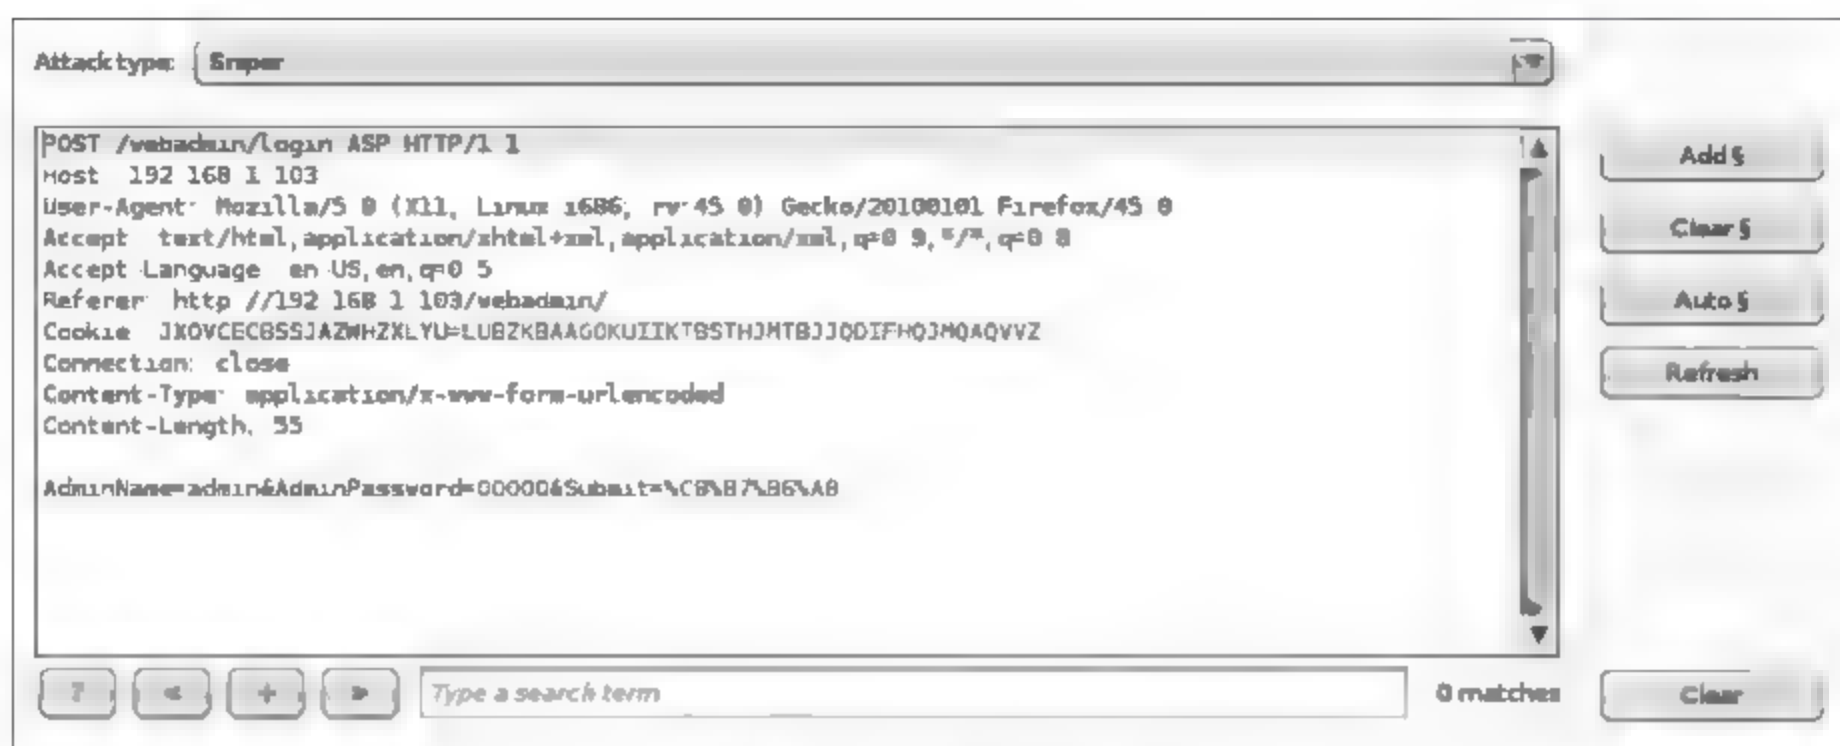 Attack type: Sniper
POST /webadmin/login ASP HTTP/1 1
Host 192 168 1 103
User-Agent: Mozilla/5 0 (X11, Linux i686, rv:45 0) Gecko/20100101 Firefox/45 0
Accept text/html,application/xhtml+xml,application/xml,q=0 9,*/*,q=0 8
Accept-Language en US,en,q=0 5
Referer: http //192 168 1 103/webadmin/
Cookie
Connection: close
Content-Type: application/x-www-form-urlencoded
Content-Length. 55
AdminName=admin&AdminPassword=00000&Submit=%C8%B7%B6%A8
Add §
Clear §
Auto §
Refresh
? < + >
Type a search term
0 matches
Clear